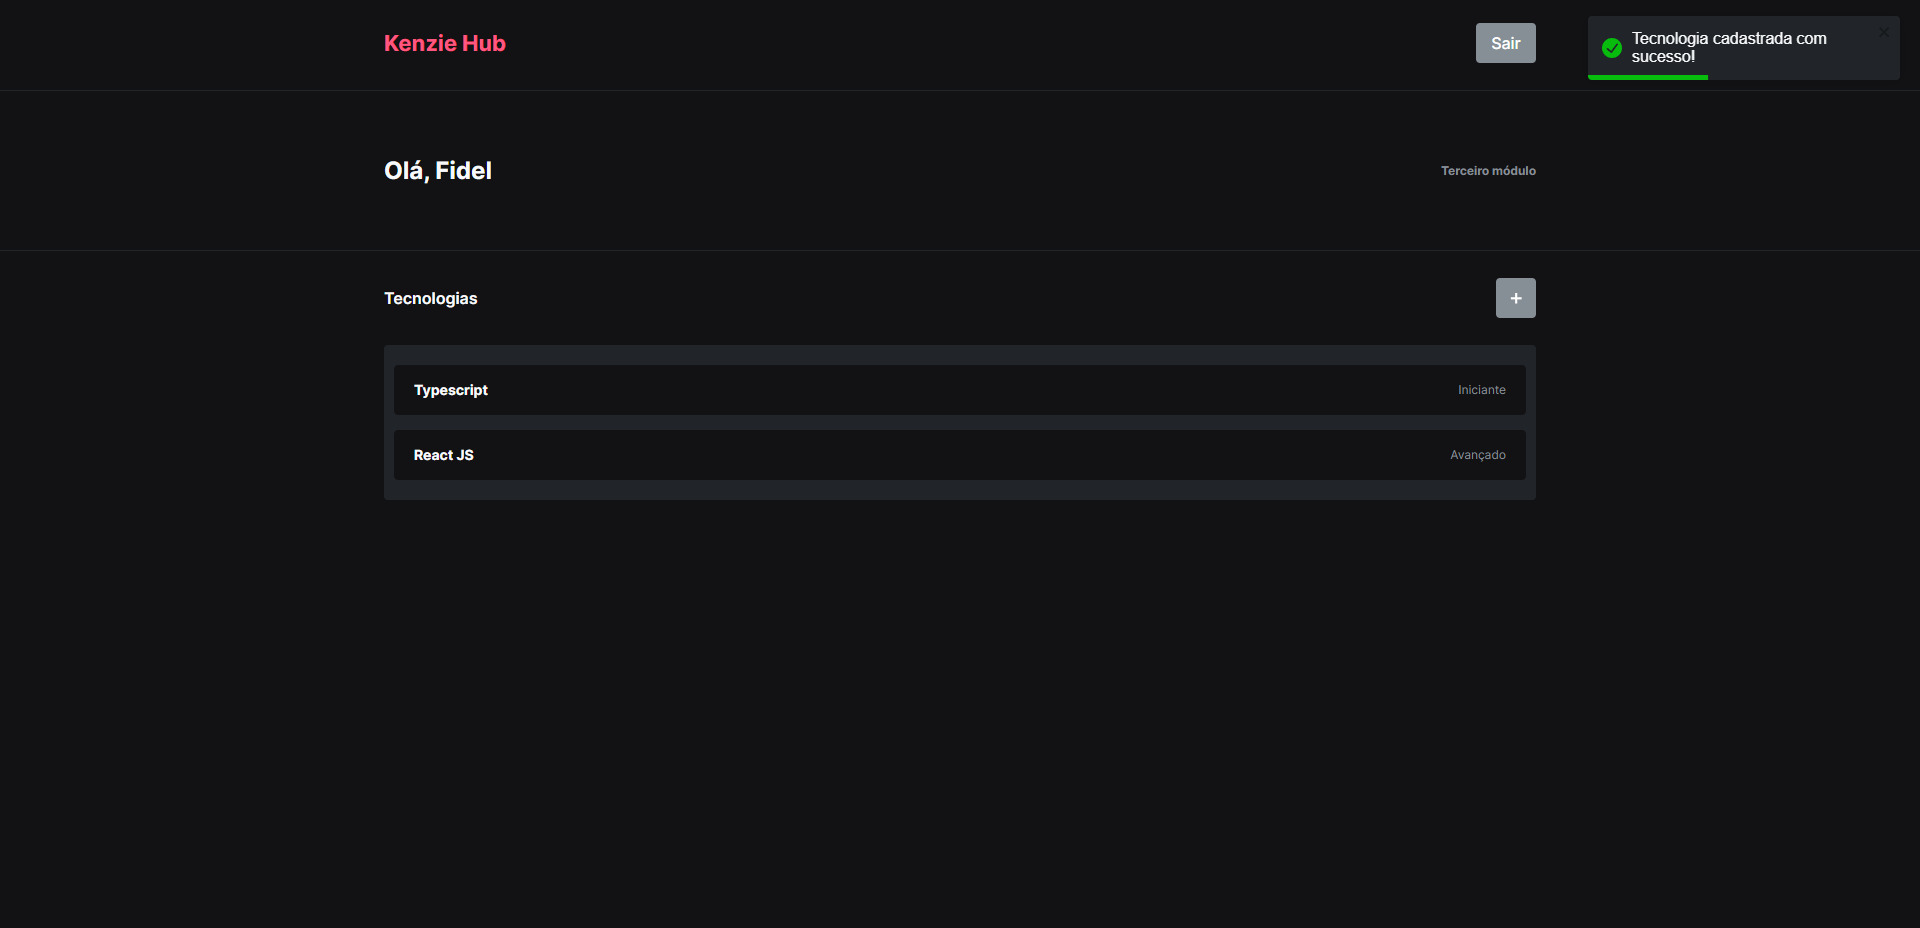 Kenzie Hub
Sair
Tecnologia cadastrada com
sucesso!
Olá, Fidel
Terceiro módulo
Tecnologias
+
Typescript
Iniciante
React JS
Avançado